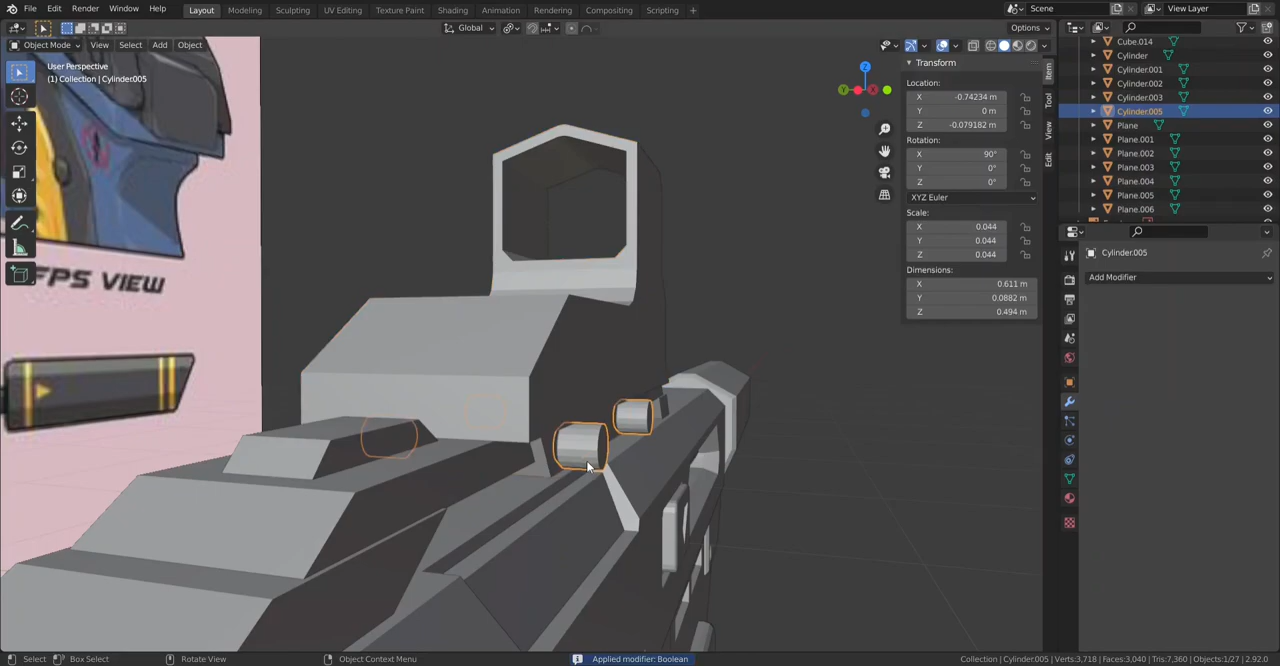 File Edit Render Window Help
Layout Modeling Sculpting UV Editing Texture Paint Shading Animation Rendering Compositing Scripting +
Scene
View Layer
Global
Options
Object Mode View Select Add Object
User Perspective
(1) Collection | Cylinder.005
FPS VIEW
Z
Y
X
Transform
Location:
X -0.74234 m
Y 0 m
Z -0.079182 m
Rotation:
X 90°
Y 0°
Z 0°
XYZ Euler
Scale:
X 0.044
Y 0.044
Z 0.044
Dimensions:
X 0.611 m
Y 0.0882 m
Z 0.494 m
Item
Tool
View
Edit
Cube.014
Cylinder
Cylinder.001
Cylinder.002
Cylinder.003
Cylinder.005
Plane
Plane.001
Plane.002
Plane.003
Plane.004
Plane.005
Plane.006
Cylinder.005
Add Modifier
Select
Box Select
Rotate View
Object Context Menu
Applied modifier: Boolean
Collection | Cylinder.005 | Verts:3,718 | Faces:3,040 | Tris:7,360 | Objects:1/27 | 2.92.0